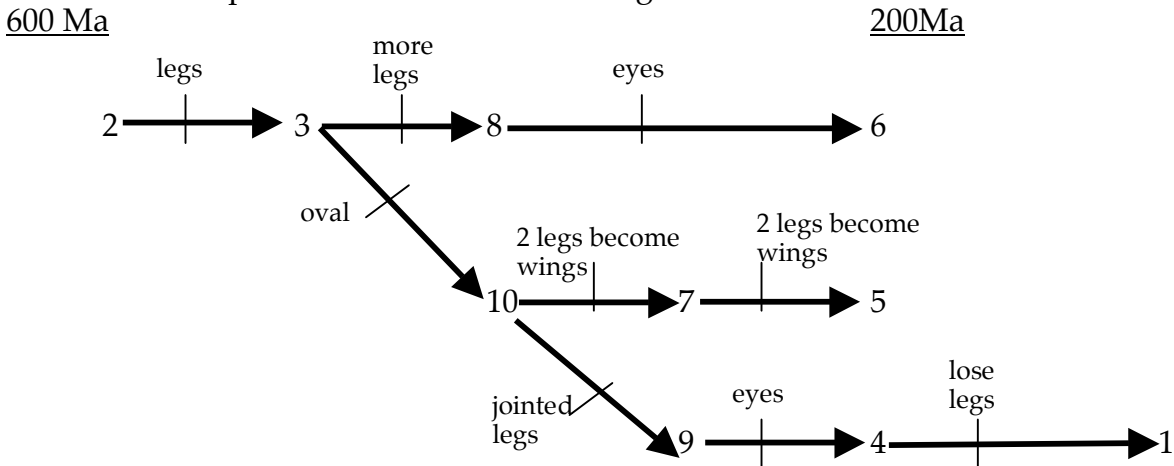 600 Ma
200Ma
legs
more
legs
eyes
2
3
8
6
oval
2 legs become
wings
2 legs become
wings
10
7
5
jointed
legs
eyes
lose
legs
9
4
1